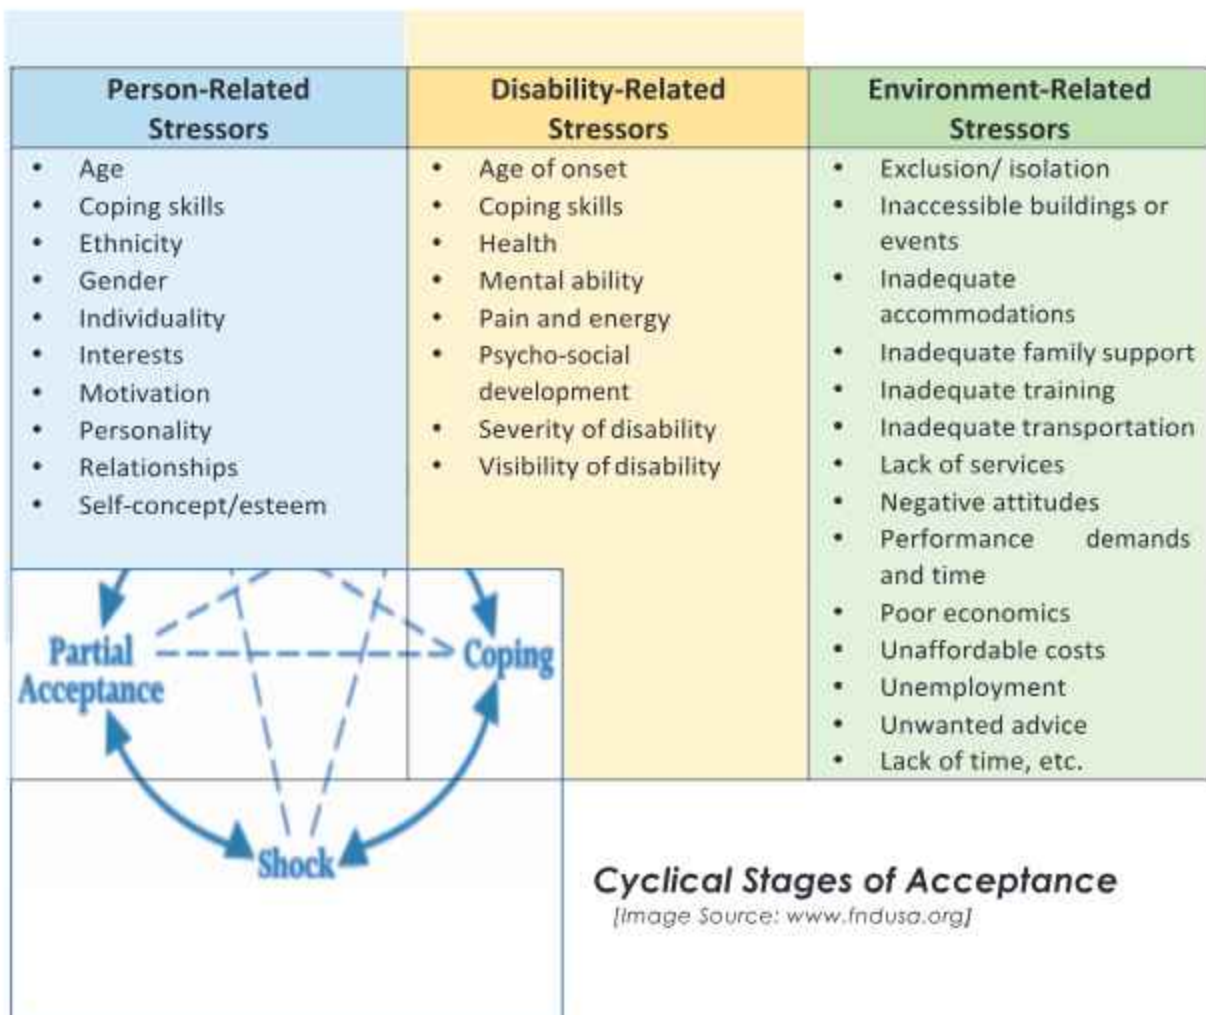 Person-Related
Stressors
• Age
• Coping skills
• Ethnicity
• Gender
• Individuality
• Interests
• Motivation
• Personality
• Relationships
• Self-concept/esteem
Disability-Related
Stressors
• Age of onset
• Coping skills
• Health
• Mental ability
• Pain and energy
• Psycho-social
development
• Severity of disability
• Visibility of disability
Environment-Related
Stressors
• Exclusion/ isolation
• Inaccessible buildings or
events
• Inadequate
accommodations
• Inadequate family support
• Inadequate training
• Inadequate transportation
• Lack of services
• Negative attitudes
• Performance demands
and time
• Poor economics
• Unaffordable costs
• Unemployment
• Unwanted advice
• Lack of time, etc.
Partial
Acceptance
Coping
Shock
Cyclical Stages of Acceptance
[Image Source: www.fndusa.org]